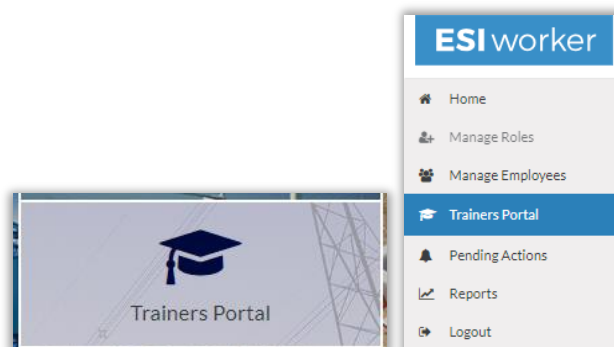 ESI worker
Home
Manage Roles
Manage Employees
Trainers Portal
Pending Actions
Reports
Logout
Trainers Portal